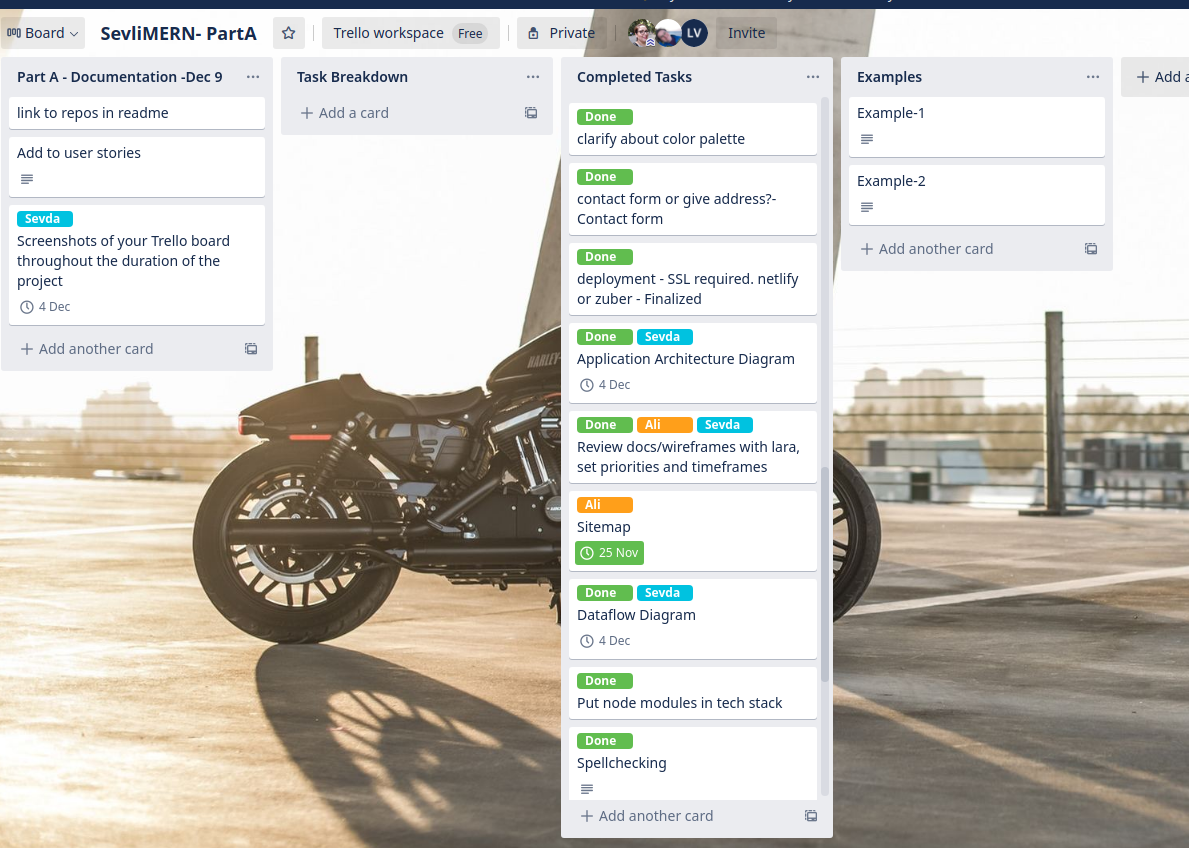 Board
SevliMERN- PartA
Trello workspace Free
Private
LV
Invite
Part A - Documentation -Dec 9
link to repos in readme
Add to user stories
Sevda
Screenshots of your Trello board
throughout the duration of the
project
4 Dec
Add another card
Task Breakdown
Add a card
Completed Tasks
Done
clarify about color palette
Done
contact form or give address?-
Contact form
Done
deployment - SSL required. netlify
or zuber - Finalized
Done Sevda
Application Architecture Diagram
4 Dec
Done Ali Sevda
Review docs/wireframes with lara,
set priorities and timeframes
Ali
Sitemap
25 Nov
Done Sevda
Dataflow Diagram
4 Dec
Done
Put node modules in tech stack
Done
Spellchecking
Add another card
Examples
Example-1
Example-2
Add another card
Add
HARLEY-